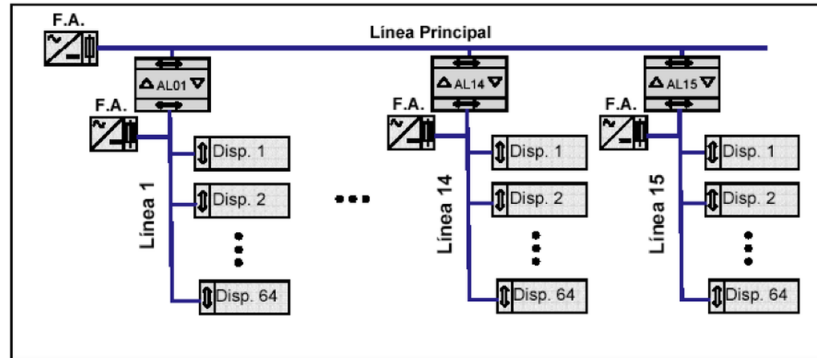 F.A.
Línea Principal
AL01
AL14
AL15
F.A.
F.A.
F.A.
Disp. 1
Disp. 1
Disp. 1
Disp. 2
Disp. 2
Disp. 2
Línea 1
Línea 14
Línea 15
Disp. 64
Disp. 64
Disp. 64